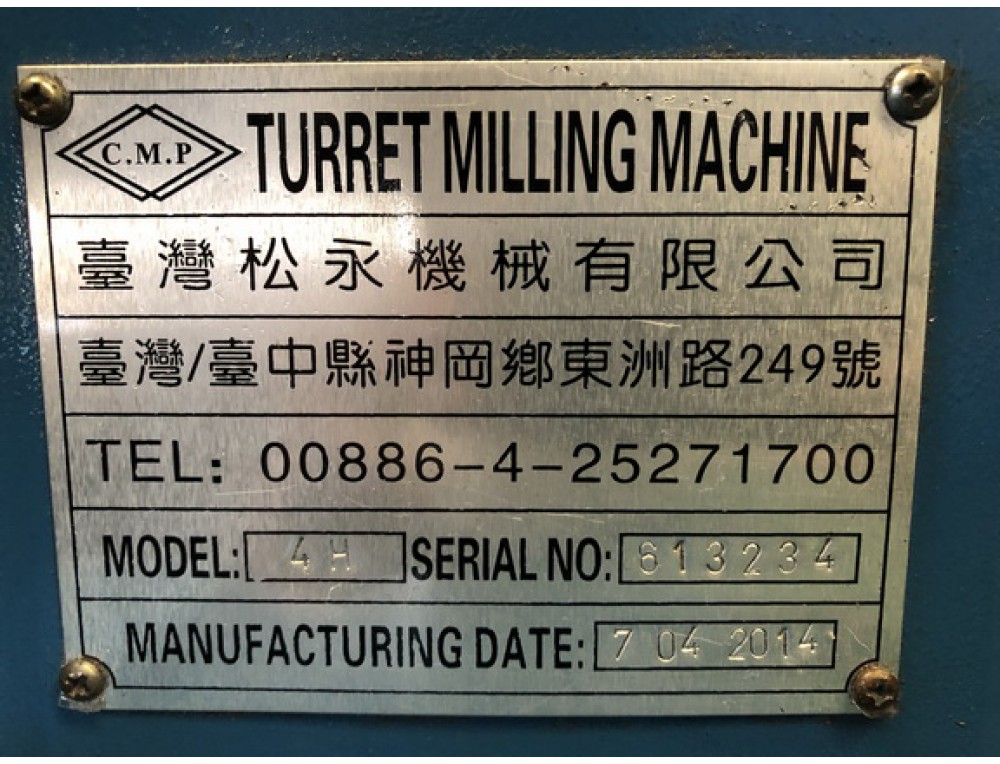 C.M.P TURRET MILLING MACHINE
臺灣松永機械有限公司
臺灣/臺中縣神岡鄉東洲路249號
TEL: 00886-4-25271700
MODEL: 4H SERIAL NO: 613234
MANUFACTURING DATE: 7 04 2014